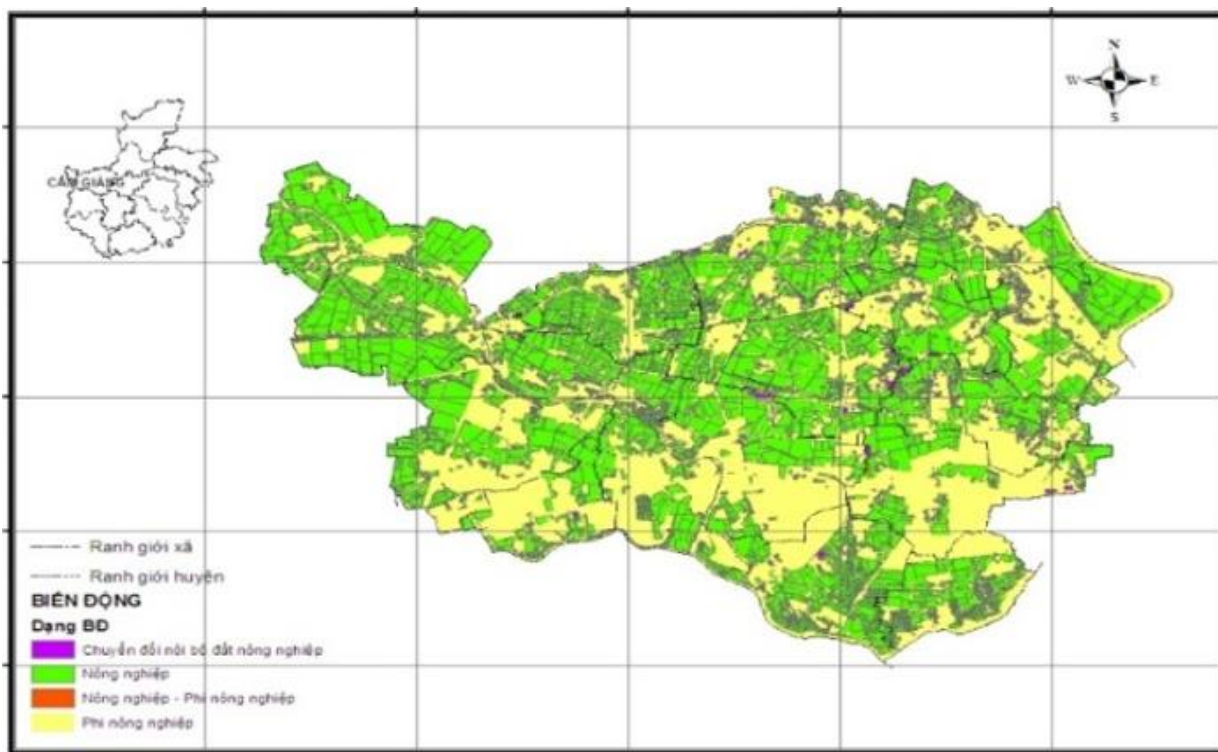 N
W E
S
CẨM GIÀNG
Ranh giới xã
Ranh giới huyện
BIẾN ĐỘNG
Dạng BĐ
Chuyển đổi nội bộ đất nông nghiệp
Nông nghiệp
Nông nghiệp - Phi nông nghiệp
Phi nông nghiệp